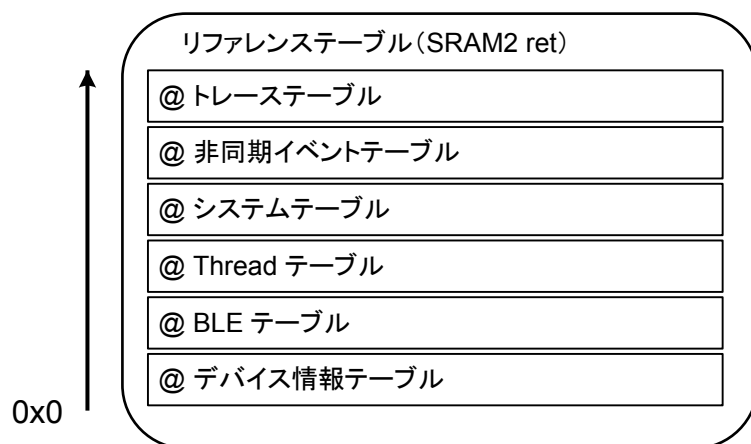 リファレンステーブル（SRAM2 ret）
@ トレーステーブル
@ 非同期イベントテーブル
@ システムテーブル
@ Thread テーブル
@ BLE テーブル
@ デバイス情報テーブル
0x0